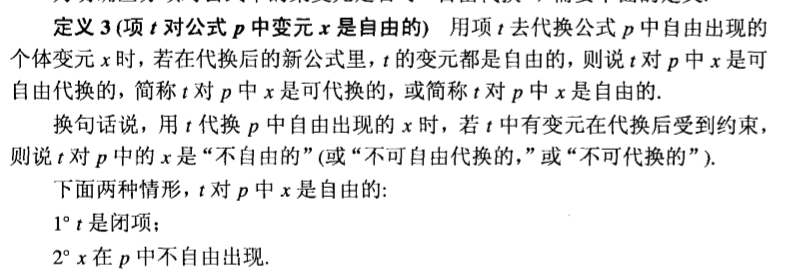 定义 3 (项 t 对公式 p 中变元 x 是自由的) 用项 t 去代换公式 p 中自由出现的
个体变元 x 时, 若在代换后的新公式里, t 的变元都是自由的, 则说 t 对 p 中 x 是可
自由代换的, 简称 t 对 p 中 x 是可代换的, 或简称 t 对 p 中 x 是自由的.
换句话说, 用 t 代换 p 中自由出现的 x 时, 若 t 中有变元在代换后受到约束,
则说 t 对 p 中的 x 是“不自由的”(或“不可自由代换的,”或“不可代换的”).
下面两种情形, t 对 p 中 x 是自由的:
1° t 是闭项;
2° x 在 p 中不自由出现.